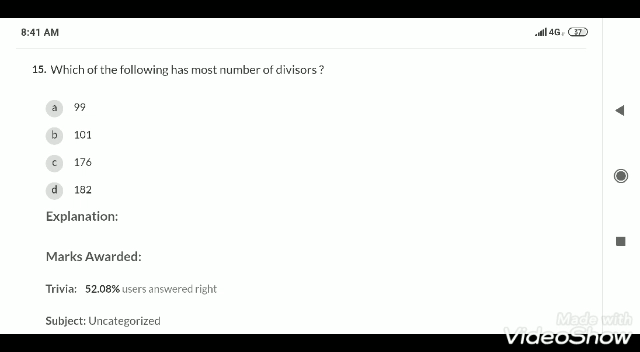 8:41 AM
4G
37
15. Which of the following has most number of divisors ?
a 99
b 101
c 176
d 182
Explanation:
Marks Awarded:
Trivia: 52.08% users answered right
Subject: Uncategorized
Made with
VideoShow